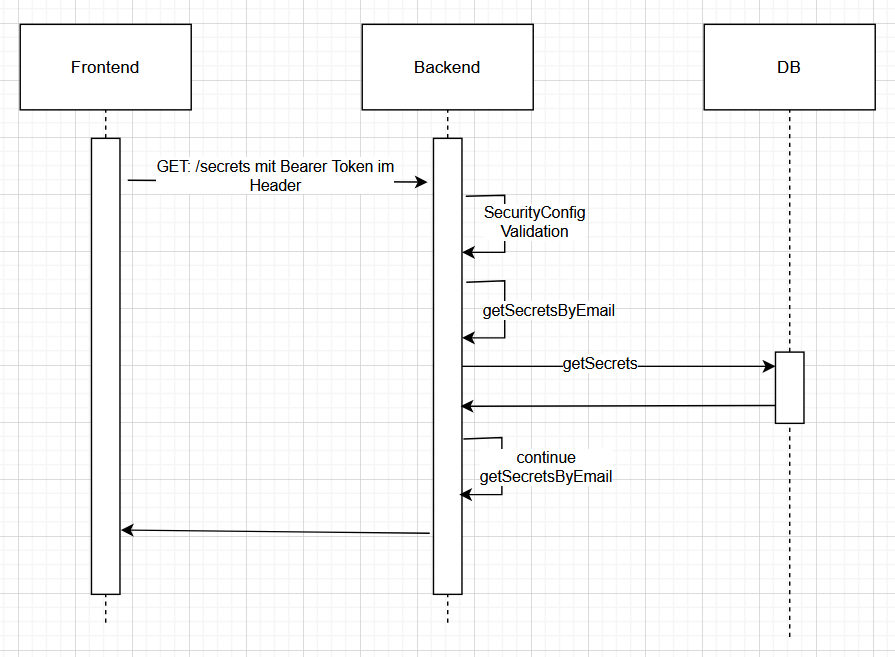 Frontend
Backend
DB
GET: /secrets mit Bearer Token im
Header
SecurityConfig
Validation
getSecretsByEmail
getSecrets
continue
getSecretsByEmail